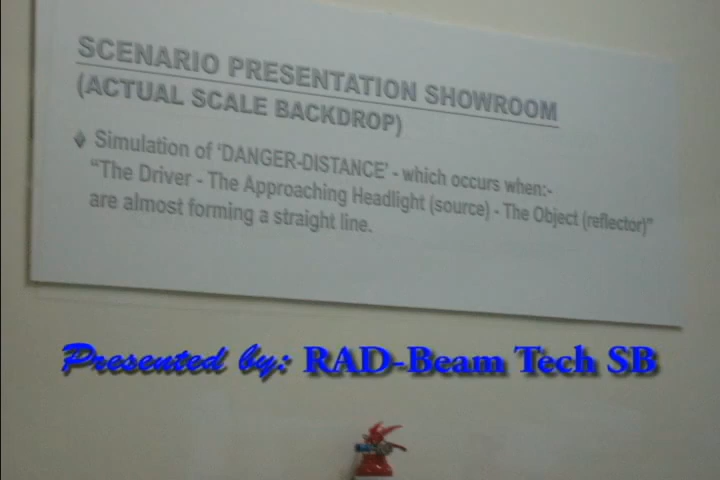 SCENARIO PRESENTATION SHOWROOM
(ACTUAL SCALE BACKDROP)
Simulation of 'DANGER-DISTANCE' - which occurs when:-
"The Driver - The Approaching Headlight (source) - The Object (reflector)"
are almost forming a straight line.
Presented by: RAD-Beam Tech SB